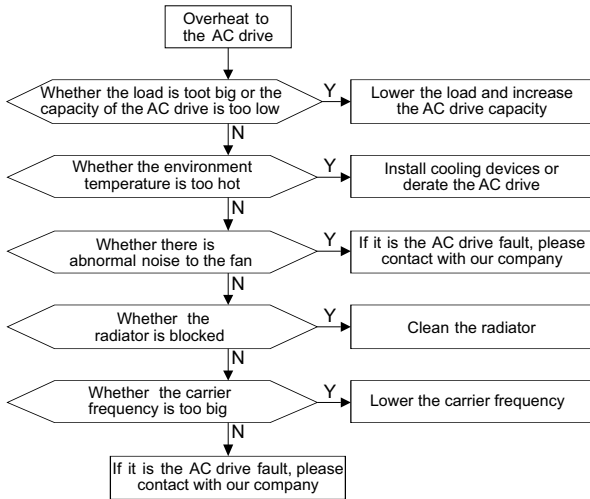 Overheat to
the AC drive
Whether the load is toot big or the
capacity of the AC drive is too low
Y
Lower the load and increase
the AC drive capacity
N
Whether the environment
temperature is too hot
Y
Install cooling devices or
derate the AC drive
N
Whether there is
abnormal noise to the fan
Y
If it is the AC drive fault, please
contact with our company
N
Whether the
radiator is blocked
Y
Clean the radiator
N
Whether the carrier
frequency is too big
Y
Lower the carrier frequency
N
If it is the AC drive fault, please
contact with our company